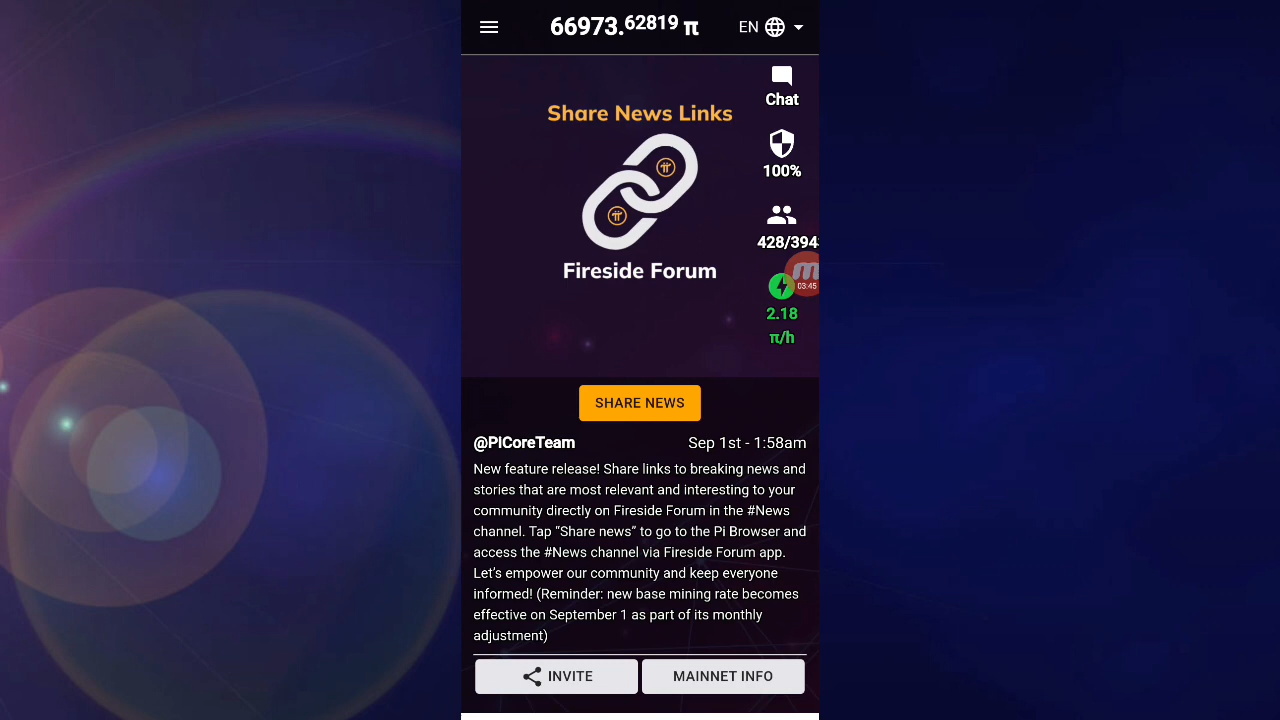 66973.62819 π
EN
Share News Links
Chat
100%
428/394
03:45
Fireside Forum
2.18
π/h
SHARE NEWS
@PiCoreTeam
Sep 1st - 1:58am
New feature release! Share links to breaking news and
stories that are most relevant and interesting to your
community directly on Fireside Forum in the #News
channel. Tap “Share news” to go to the Pi Browser and
access the #News channel via Fireside Forum app.
Let’s empower our community and keep everyone
informed! (Reminder: new base mining rate becomes
effective on September 1 as part of its monthly
adjustment)
INVITE
MAINNET INFO